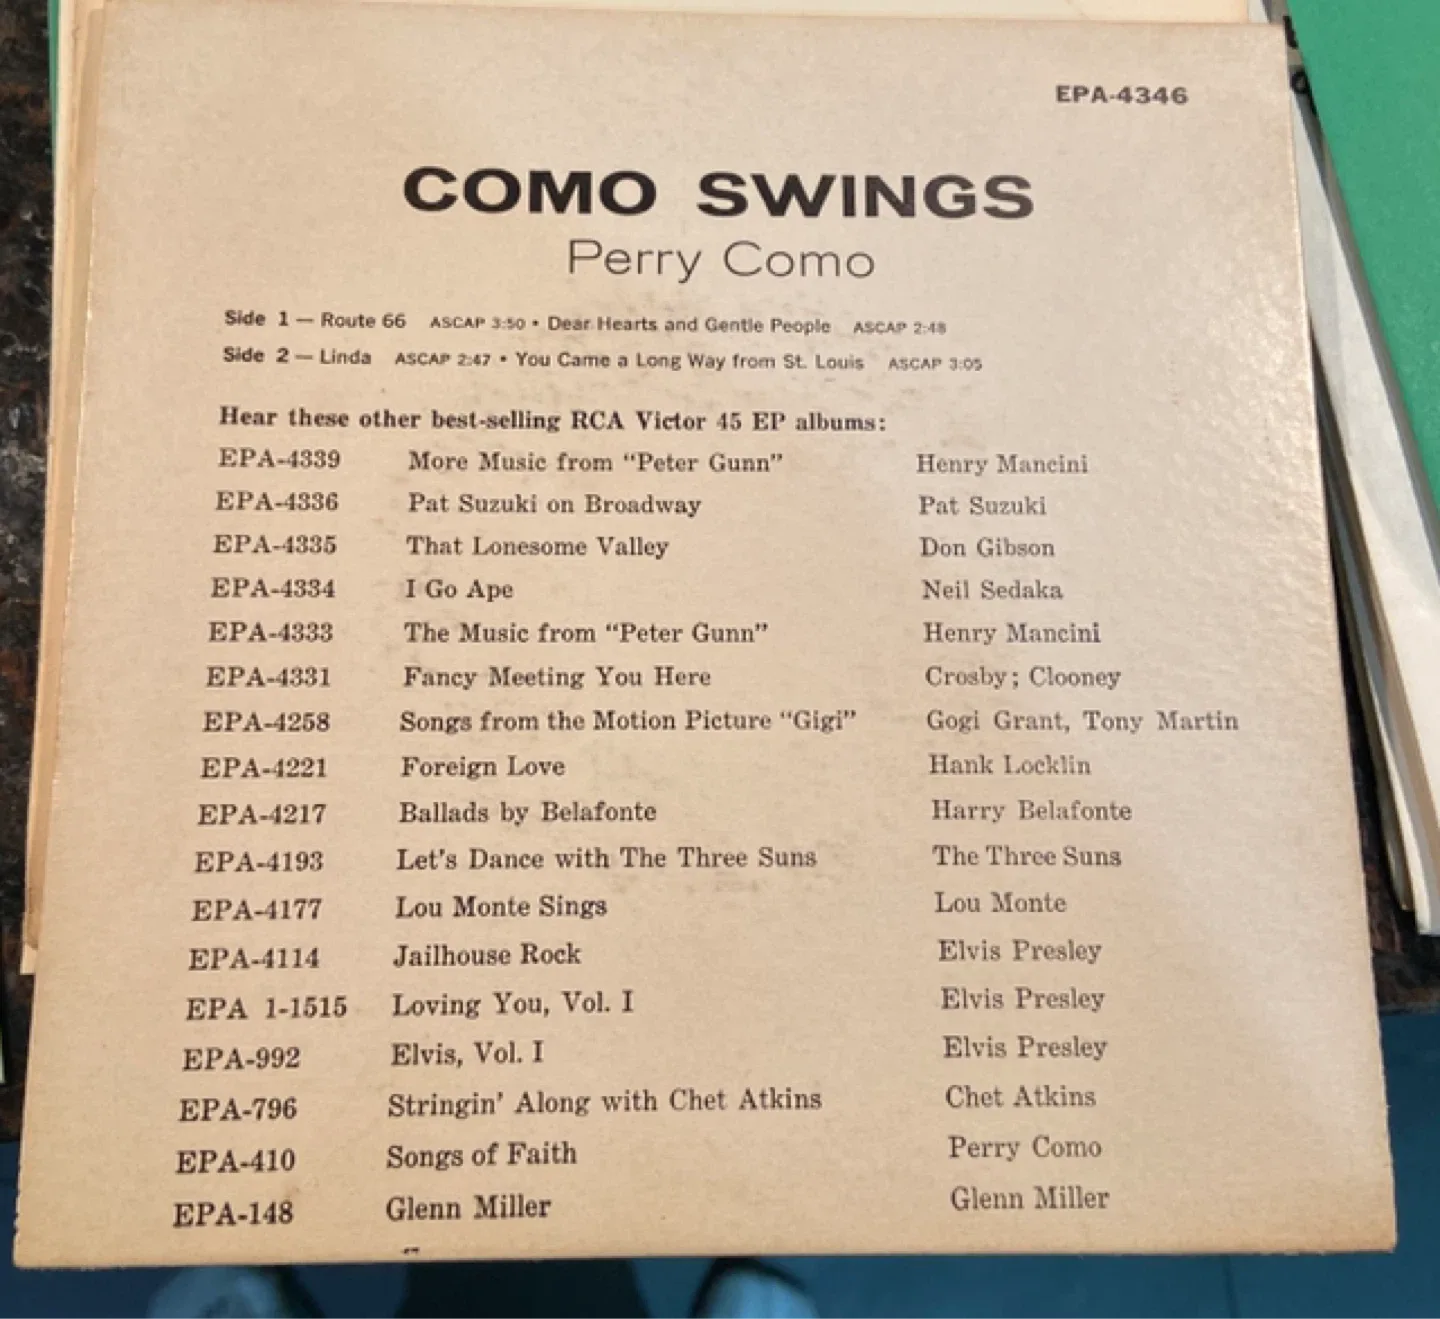 EPA-4346
COMO SWINGS
Perry Como
Side 1 — Route 66 ASCAP 3:50 • Dear Hearts and Gentle People ASCAP 2:48
Side 2 — Linda ASCAP 2:47 • You Came a Long Way from St. Louis ASCAP 3:05
Hear these other best-selling RCA Victor 45 EP albums:
EPA-4339 More Music from “Peter Gunn” Henry Mancini
EPA-4336 Pat Suzuki on Broadway Pat Suzuki
EPA-4335 That Lonesome Valley Don Gibson
EPA-4334 I Go Ape Neil Sedaka
EPA-4333 The Music from “Peter Gunn” Henry Mancini
EPA-4331 Fancy Meeting You Here Crosby; Clooney
EPA-4258 Songs from the Motion Picture “Gigi” Gogi Grant, Tony Martin
EPA-4221 Foreign Love Hank Locklin
EPA-4217 Ballads by Belafonte Harry Belafonte
EPA-4193 Let's Dance with The Three Suns The Three Suns
EPA-4177 Lou Monte Sings Lou Monte
EPA-4114 Jailhouse Rock Elvis Presley
EPA 1-1515 Loving You, Vol. I Elvis Presley
EPA-992 Elvis, Vol. I Elvis Presley
EPA-796 Stringin' Along with Chet Atkins Chet Atkins
EPA-410 Songs of Faith Perry Como
EPA-148 Glenn Miller Glenn Miller